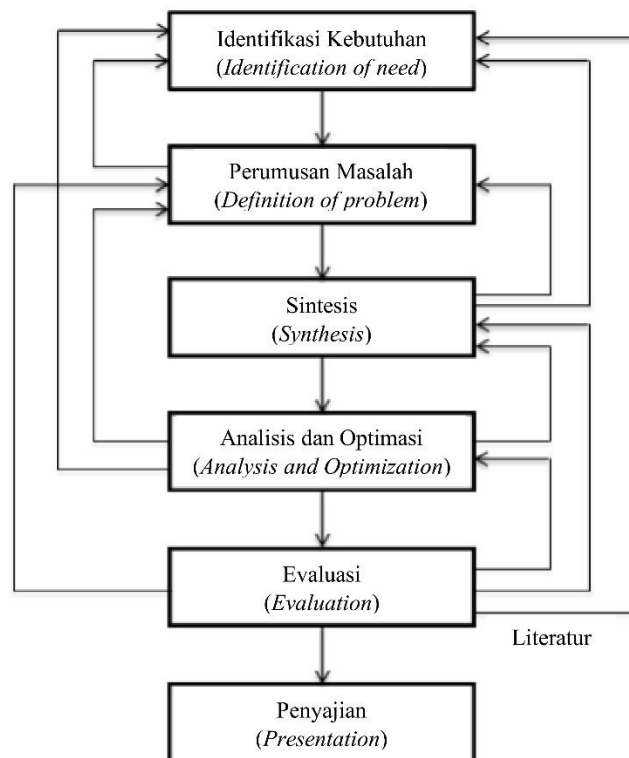 Identifikasi Kebutuhan
(Identification of need)
Perumusan Masalah
(Definition of problem)
Sintesis
(Synthesis)
Analisis dan Optimasi
(Analysis and Optimization)
Evaluasi
(Evaluation)
Literatur
Penyajian
(Presentation)